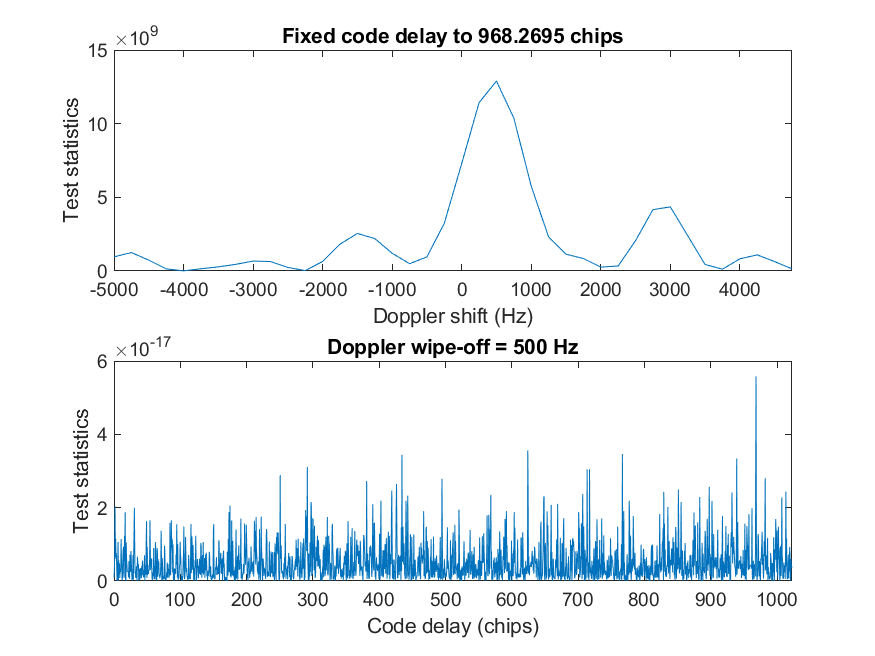 Fixed code delay to 968.2695 chips
×10^9
15
10
5
0
Test statistics
-5000 -4000 -3000 -2000 -1000 0 1000 2000 3000 4000
Doppler shift (Hz)
Doppler wipe-off = 500 Hz
×10^-17
6
4
2
0
Test statistics
0 100 200 300 400 500 600 700 800 900 1000
Code delay (chips)